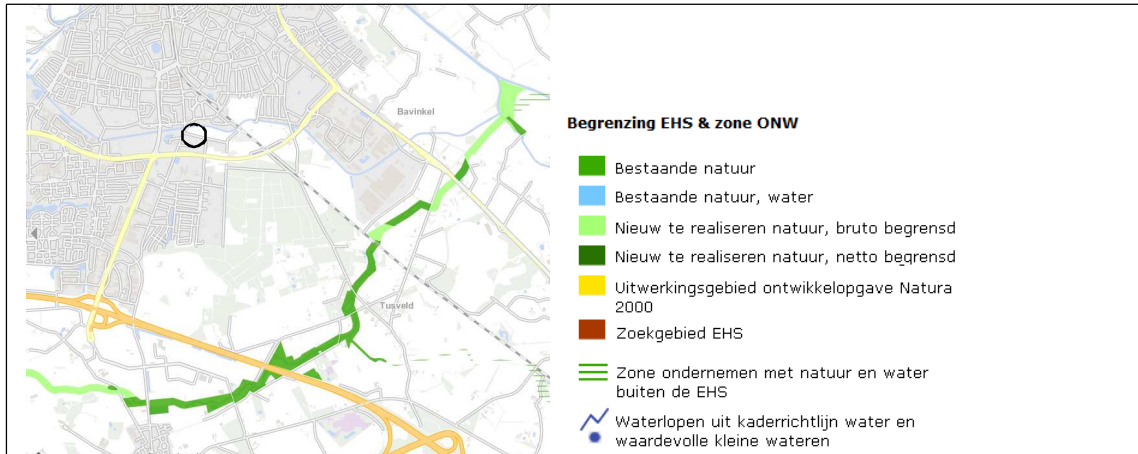 Bavinkel
Tusveld
Begrenzing EHS & zone ONW
Bestaande natuur
Bestaande natuur, water
Nieuw te realiseren natuur, bruto begrensd
Nieuw te realiseren natuur, netto begrensd
Uitwerkingsgebied ontwikkelopgave Natura
2000
Zoekgebied EHS
Zone ondernemen met natuur en water
buiten de EHS
Waterlopen uit kaderrichtlijn water en
waardevolle kleine wateren